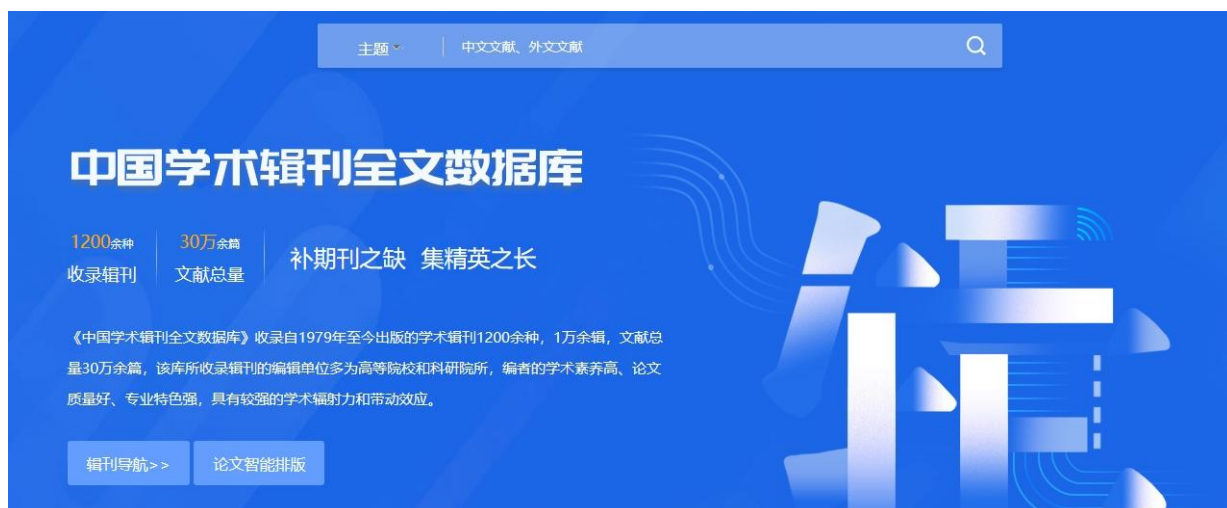 主题 中文文献、外文文献
中国学术辑刊全文数据库
1200余种 30万余篇
收录辑刊 文献总量
补期刊之缺 集精英之长
《中国学术辑刊全文数据库》收录自1979年至今出版的学术辑刊1200余种，1万余辑，文献总
量30万余篇，该库所收录辑刊的编辑单位多为高等院校和科研院所，编者的学术素养高、论文
质量好、专业特色强，具有较强的学术辐射力和带动效应。
辑刊导航>> 论文智能排版